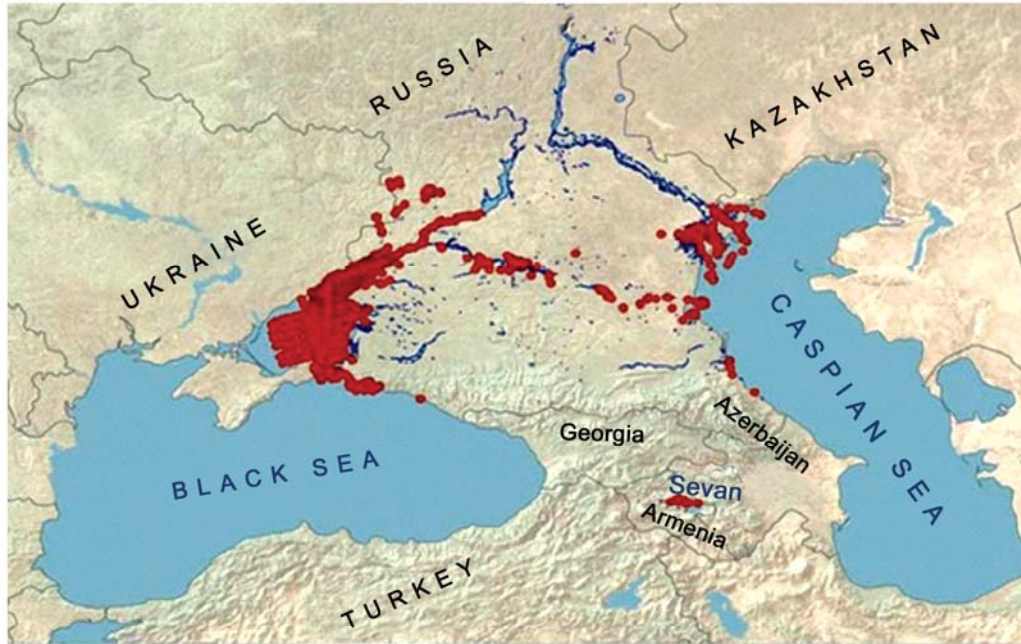 RUSSIA
KAZAKHSTAN
UKRAINE
CASPIAN SEA
Azerbaijan
Georgia
BLACK SEA
Sevan
Armenia
TURKEY